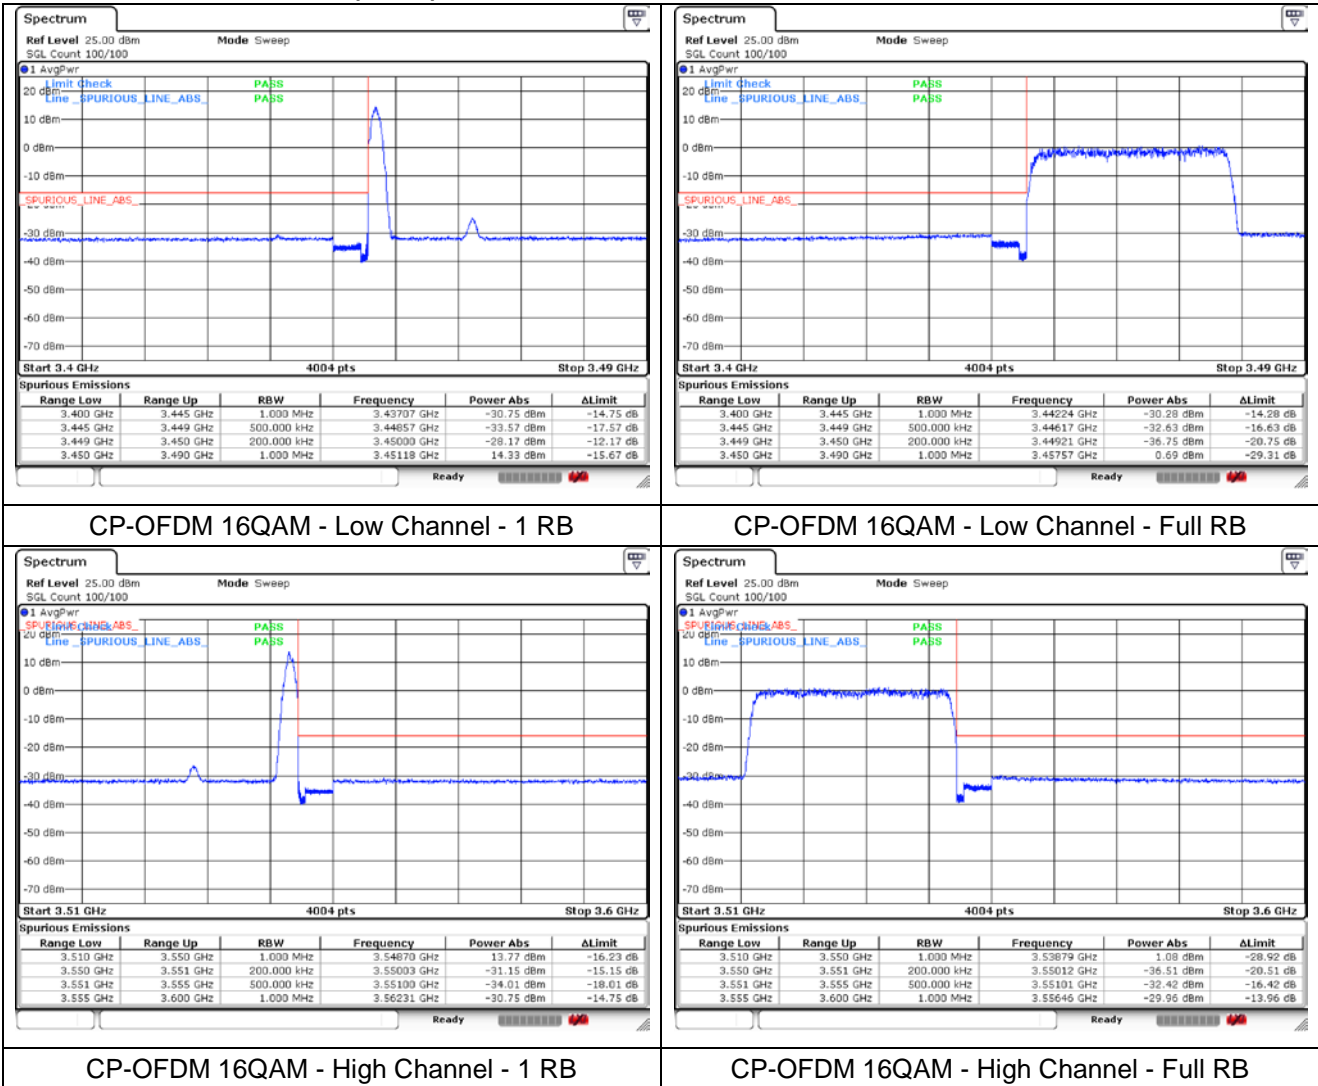 Spectrum
Ref Level 25.00 dBm Mode Sweep
SGL Count 100/100
1 AvgPwr
Limit Check PASS
20 dBm
Line _SPURIOUS_LINE_ABS_ PASS
10 dBm
0 dBm
-10 dBm
_SPURIOUS_LINE_ABS_
-20 dBm
-30 dBm
-40 dBm
-50 dBm
-60 dBm
-70 dBm
Start 3.4 GHz 4004 pts Stop 3.49 GHz
Spurious Emissions
Range Low Range Up RBW Frequency Power Abs ΔLimit
3.400 GHz 3.445 GHz 1.000 MHz 3.43707 GHz -30.75 dBm -14.75 dB
3.445 GHz 3.449 GHz 500.000 kHz 3.44857 GHz -33.57 dBm -17.57 dB
3.449 GHz 3.450 GHz 200.000 kHz 3.45000 GHz -28.17 dBm -12.17 dB
3.450 GHz 3.490 GHz 1.000 MHz 3.45118 GHz 14.33 dBm -15.67 dB
Ready
CP-OFDM 16QAM - Low Channel - 1 RB
Spectrum
Ref Level 25.00 dBm Mode Sweep
SGL Count 100/100
1 AvgPwr
Limit Check PASS
20 dBm
Line _SPURIOUS_LINE_ABS_ PASS
10 dBm
0 dBm
-10 dBm
_SPURIOUS_LINE_ABS_
-20 dBm
-30 dBm
-40 dBm
-50 dBm
-60 dBm
-70 dBm
Start 3.4 GHz 4004 pts Stop 3.49 GHz
Spurious Emissions
Range Low Range Up RBW Frequency Power Abs ΔLimit
3.400 GHz 3.445 GHz 1.000 MHz 3.44224 GHz -30.28 dBm -14.28 dB
3.445 GHz 3.449 GHz 500.000 kHz 3.44617 GHz -32.63 dBm -16.63 dB
3.449 GHz 3.450 GHz 200.000 kHz 3.44921 GHz -36.75 dBm -20.75 dB
3.450 GHz 3.490 GHz 1.000 MHz 3.45757 GHz 0.69 dBm -29.31 dB
Ready
CP-OFDM 16QAM - Low Channel - Full RB
Spectrum
Ref Level 25.00 dBm Mode Sweep
SGL Count 100/100
1 AvgPwr
_SPURIOUS_LINE_ABS_
Limit Check PASS
20 dBm
Line _SPURIOUS_LINE_ABS_ PASS
10 dBm
0 dBm
-10 dBm
-20 dBm
-30 dBm
-40 dBm
-50 dBm
-60 dBm
-70 dBm
Start 3.51 GHz 4004 pts Stop 3.6 GHz
Spurious Emissions
Range Low Range Up RBW Frequency Power Abs ΔLimit
3.510 GHz 3.550 GHz 1.000 MHz 3.54870 GHz 13.77 dBm -16.23 dB
3.550 GHz 3.551 GHz 200.000 kHz 3.55003 GHz -31.15 dBm -15.15 dB
3.551 GHz 3.555 GHz 500.000 kHz 3.55100 GHz -34.01 dBm -18.01 dB
3.555 GHz 3.600 GHz 1.000 MHz 3.56231 GHz -30.75 dBm -14.75 dB
Ready
CP-OFDM 16QAM - High Channel - 1 RB
Spectrum
Ref Level 25.00 dBm Mode Sweep
SGL Count 100/100
1 AvgPwr
_SPURIOUS_LINE_ABS_
Limit Check PASS
20 dBm
Line _SPURIOUS_LINE_ABS_ PASS
10 dBm
0 dBm
-10 dBm
-20 dBm
-30 dBm
-40 dBm
-50 dBm
-60 dBm
-70 dBm
Start 3.51 GHz 4004 pts Stop 3.6 GHz
Spurious Emissions
Range Low Range Up RBW Frequency Power Abs ΔLimit
3.510 GHz 3.550 GHz 1.000 MHz 3.53879 GHz 1.08 dBm -28.92 dB
3.550 GHz 3.551 GHz 200.000 kHz 3.55012 GHz -36.51 dBm -20.51 dB
3.551 GHz 3.555 GHz 500.000 kHz 3.55101 GHz -32.42 dBm -16.42 dB
3.555 GHz 3.600 GHz 1.000 MHz 3.55646 GHz -29.96 dBm -13.96 dB
Ready
CP-OFDM 16QAM - High Channel - Full RB